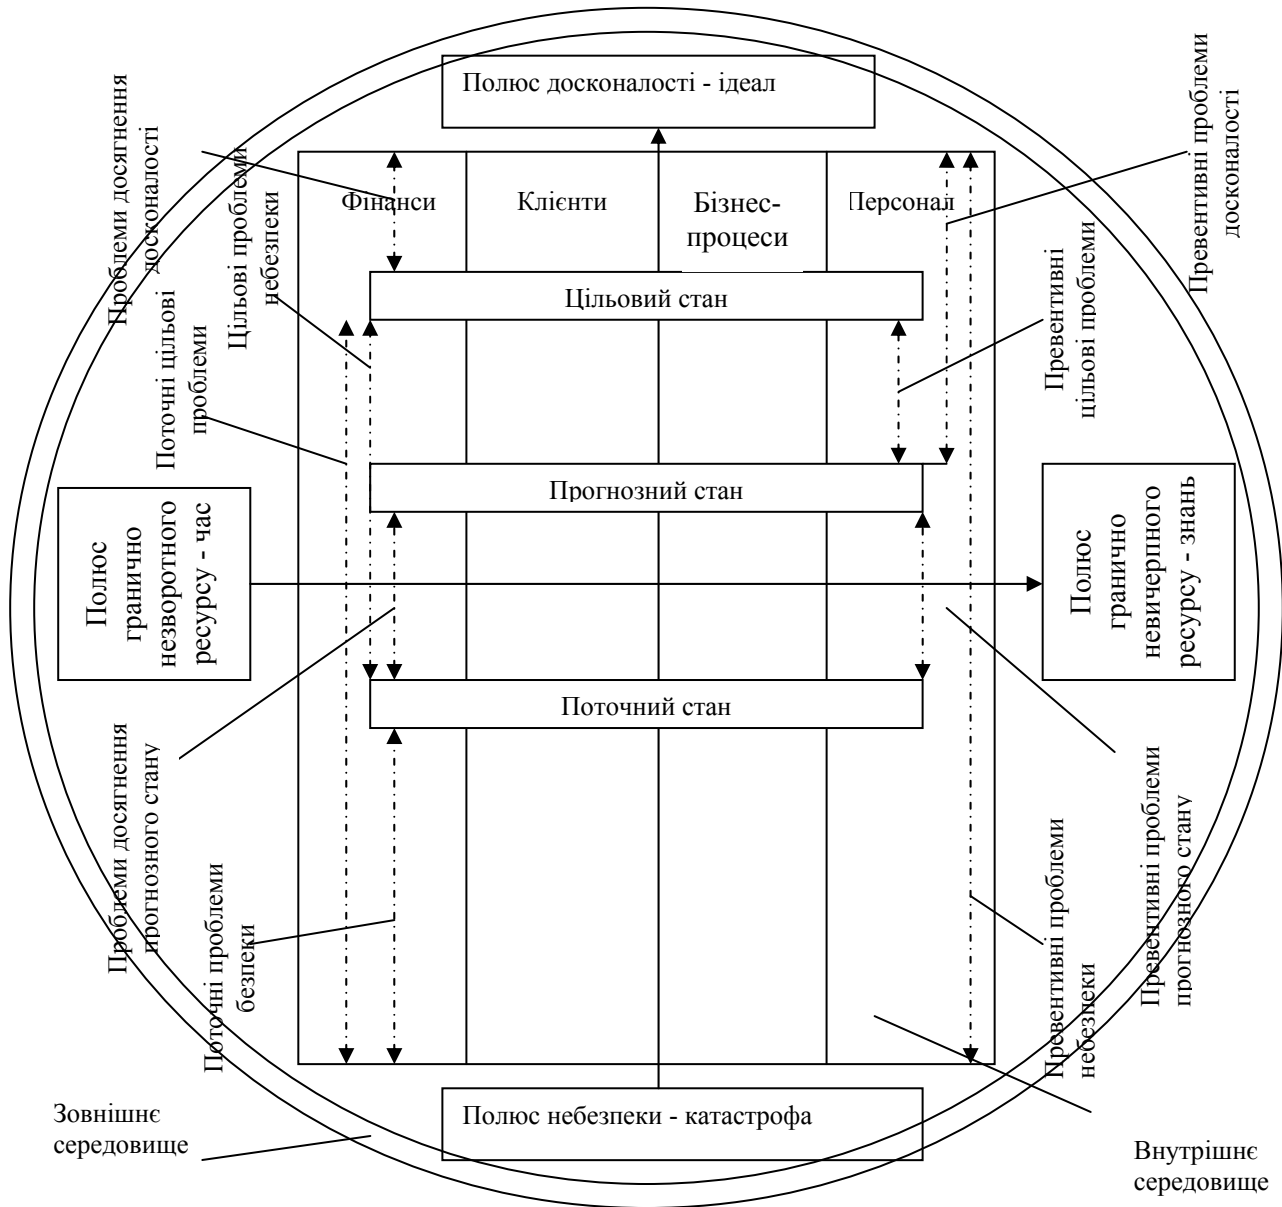 Полюс досконалості - ідеал
Проблеми досягнення
досконалості
Цільові проблеми
небезпеки
Превентивні проблеми
досконалості
Фінанси
Клієнти
Бізнес-
процеси
Персонал
Цільовий стан
Поточні цільові
проблеми
Превентивні
цільові проблеми
Прогнозний стан
Полюс
гранично
незворотного
ресурсу - час
Полюс
гранично
невичерпного
ресурсу - знань
Поточний стан
Проблеми досягнення
прогнозного стану
Поточні проблеми
безпеки
Превентивні проблеми
небезпеки
Превентивні проблеми
прогнозного стану
Полюс небезпеки - катастрофа
Зовнішнє
середовище
Внутрішнє
середовище